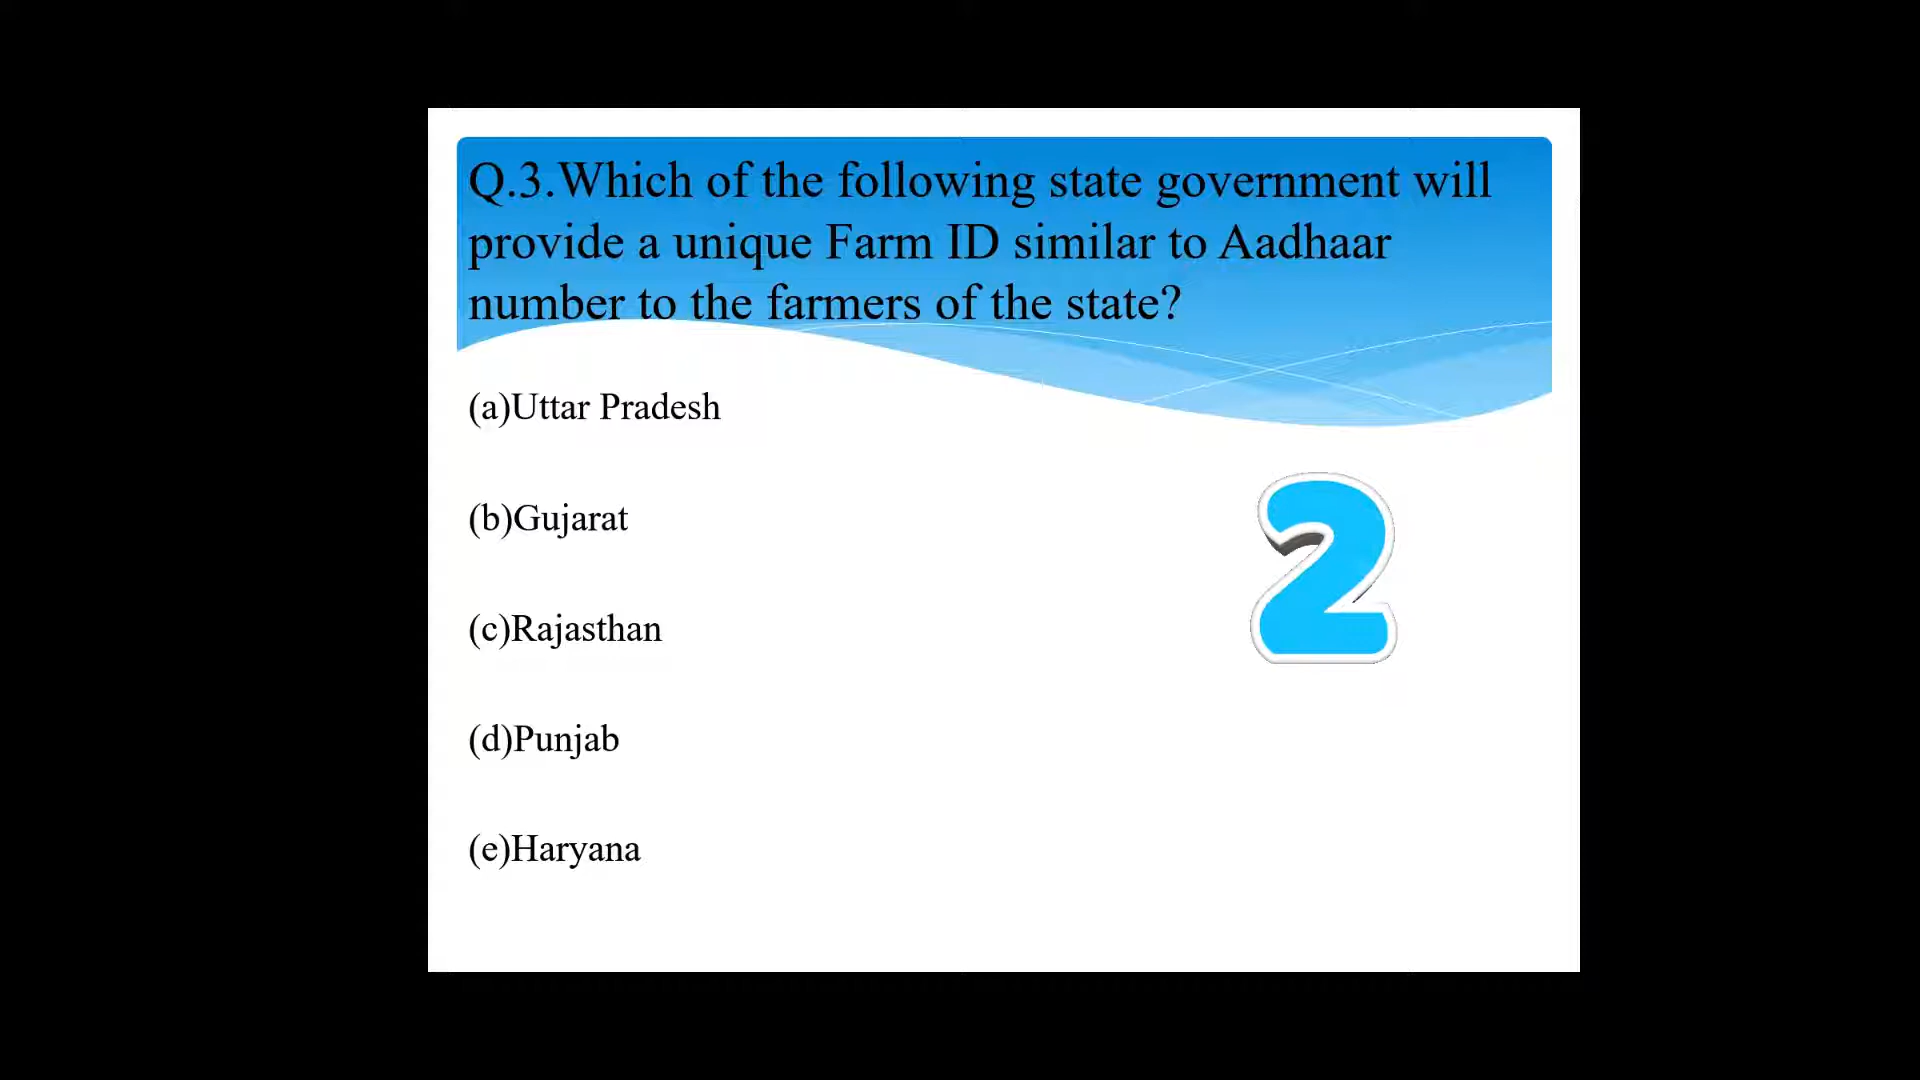 Q.3.Which of the following state government will
provide a unique Farm ID similar to Aadhaar
number to the farmers of the state?
(a)Uttar Pradesh
(b)Gujarat
2
(c)Rajasthan
(d)Punjab
(e)Haryana